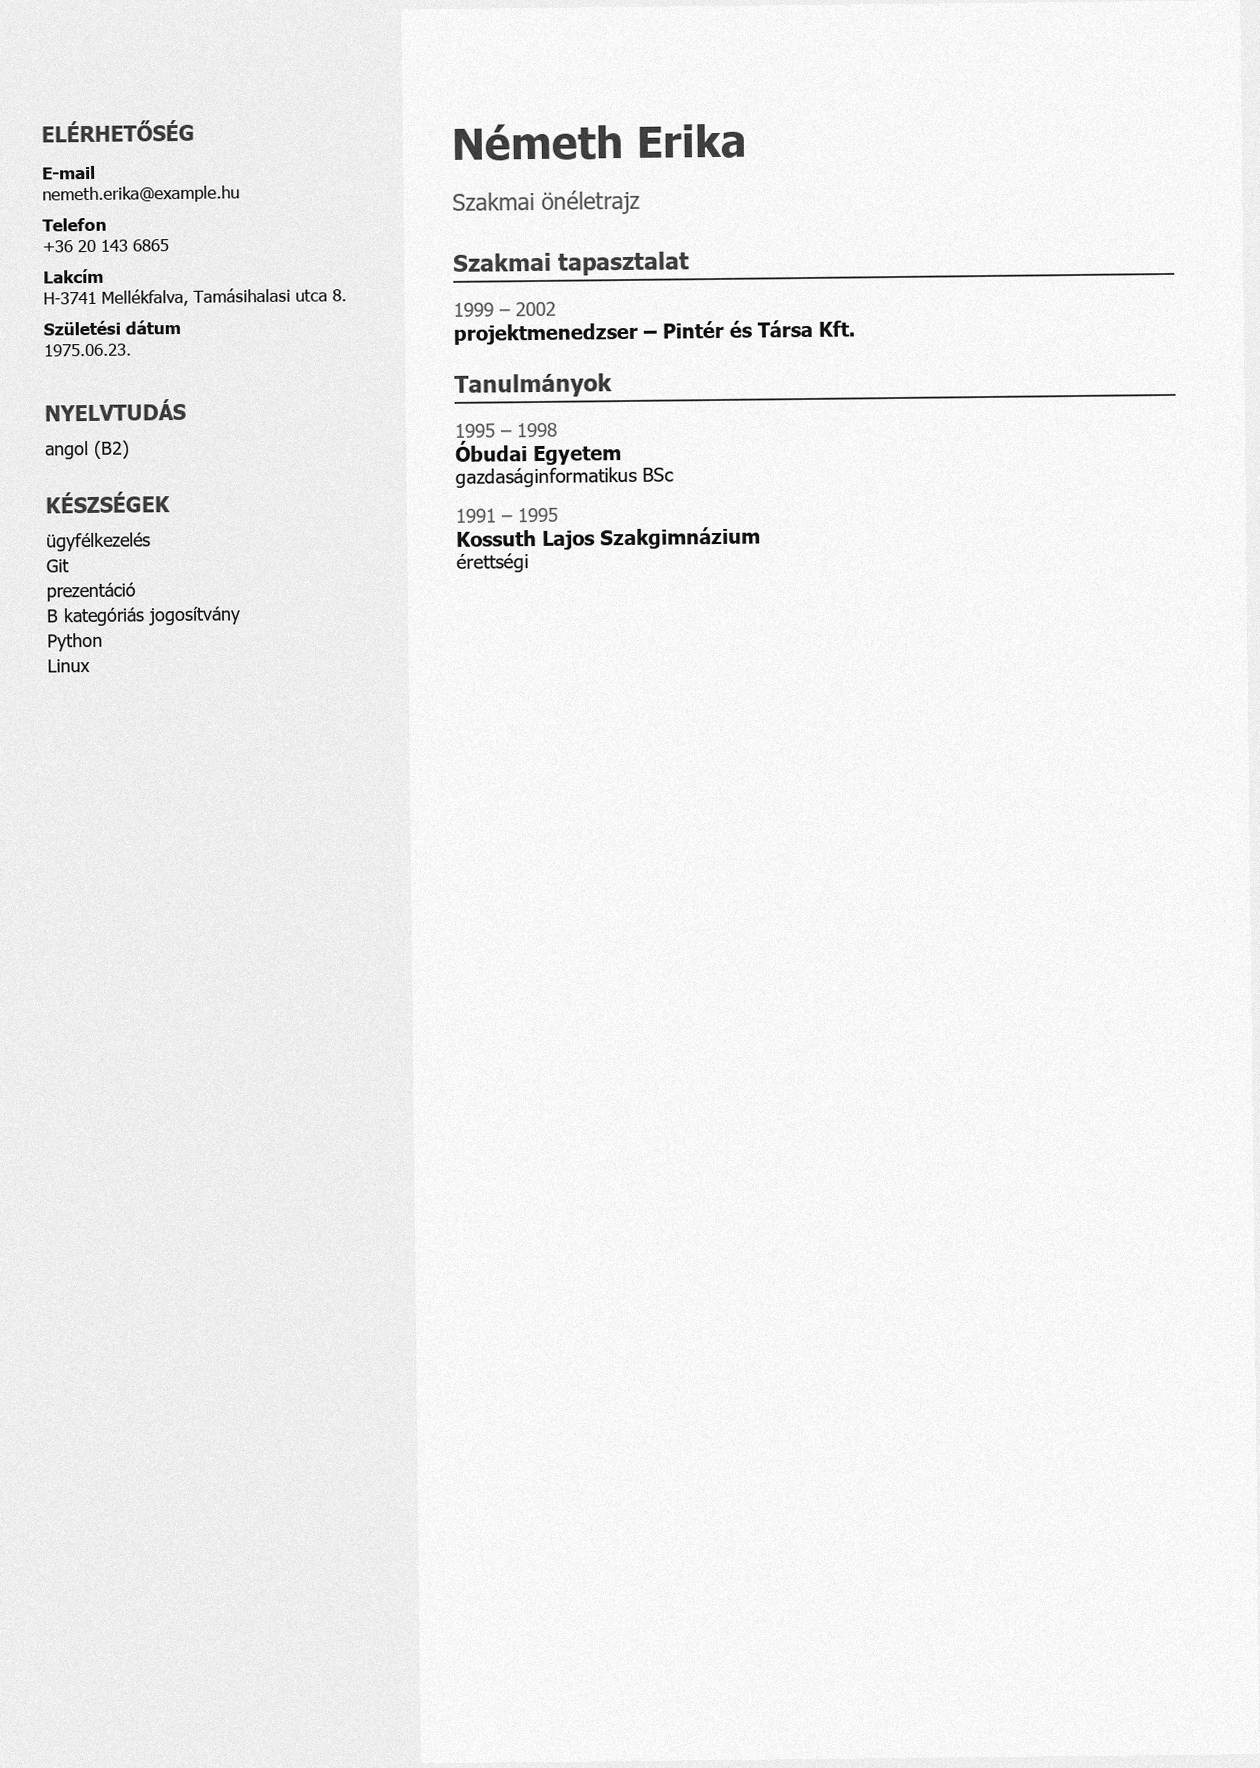 ELÉRHETŐSÉG
E-mail
nemeth.erika@example.hu
Telefon
+36 20 143 6865
Lakcím
H-3741 Mellékfalva, Tamásihalasi utca 8.
Születési dátum
1975.06.23.
NYELVTUDÁS
angol (B2)
KÉSZSÉGEK
ügyfélkezelés
Git
prezentáció
B kategóriás jogosítvány
Python
Linux
Németh Erika
Szakmai önéletrajz
Szakmai tapasztalat
1999 – 2002
projektmenedzser – Pintér és Társa Kft.
Tanulmányok
1995 – 1998
Óbudai Egyetem
gazdaságinformatikus BSc
1991 – 1995
Kossuth Lajos Szakgimnázium
érettségi